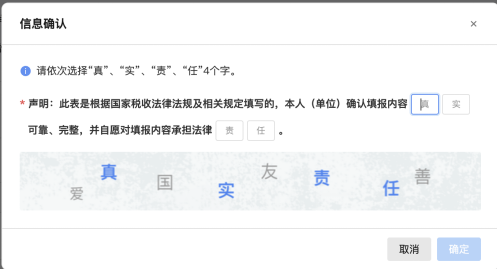 信息确认 ×
请依次选择“真”、“实”、“责”、“任”4个字。
* 声明：此表是根据国家税收法律法规及相关规定填写的，本人（单位）确认填报内容 真 实
可靠、完整，并自愿对填报内容承担法律 责 任 。
爱 真 国 实 友 责 任 善
取消 确定